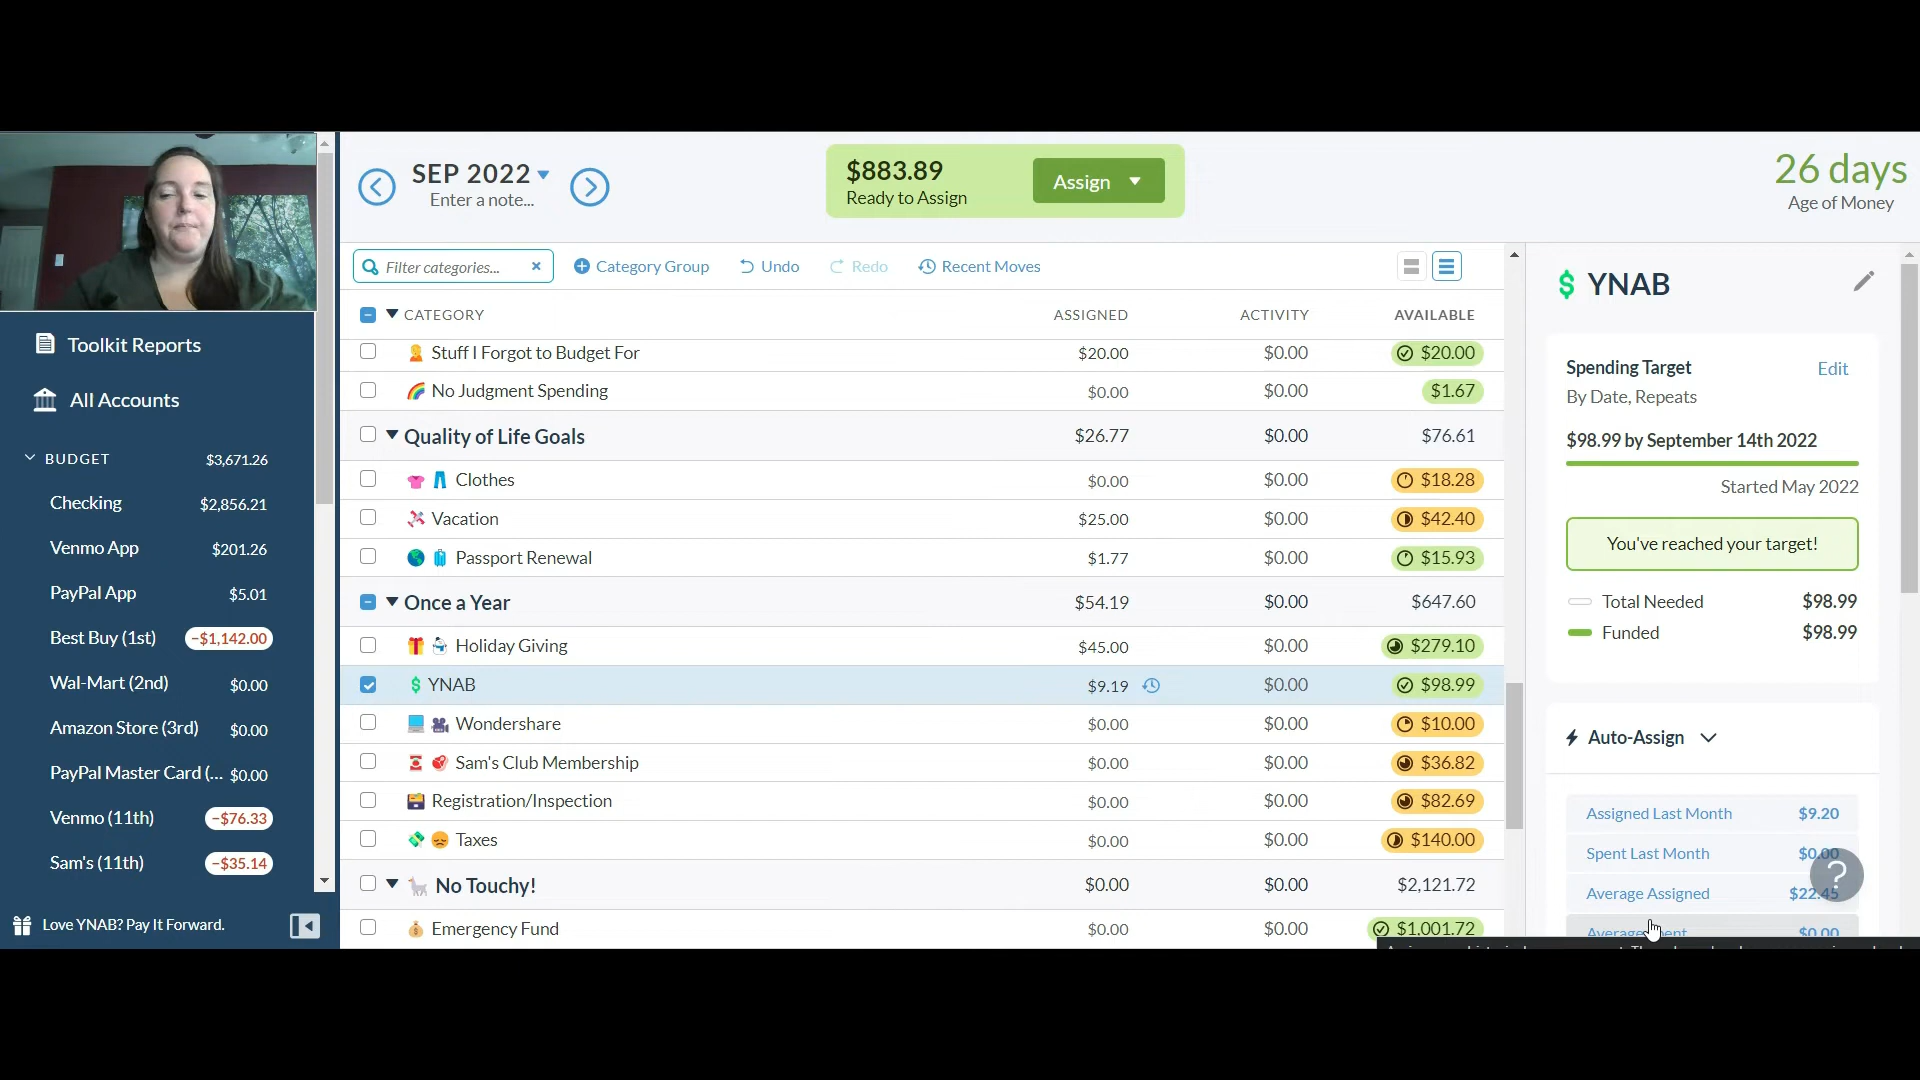 SEP 2022
Enter a note...
$883.89
Ready to Assign
Assign
26 days
Age of Money
Toolkit Reports
All Accounts
BUDGET $3,671.26
Checking $2,856.21
Venmo App $201.26
PayPal App $5.01
Best Buy (1st) −$1,142.00
Wal-Mart (2nd) $0.00
Amazon Store (3rd) $0.00
PayPal Master Card (... $0.00
Venmo (11th) −$76.33
Sam's (11th) −$35.14
Love YNAB? Pay It Forward.
Filter categories...
Category Group
Undo
Redo
Recent Moves
CATEGORY ASSIGNED ACTIVITY AVAILABLE
Stuff I Forgot to Budget For $20.00 $0.00 $20.00
No Judgment Spending $0.00 $0.00 $1.67
Quality of Life Goals $26.77 $0.00 $76.61
Clothes $0.00 $0.00 $18.28
Vacation $25.00 $0.00 $42.40
Passport Renewal $1.77 $0.00 $15.93
Once a Year $54.19 $0.00 $647.60
Holiday Giving $45.00 $0.00 $279.10
YNAB $9.19 $0.00 $98.99
Wondershare $0.00 $0.00 $10.00
Sam's Club Membership $0.00 $0.00 $36.82
Registration/Inspection $0.00 $0.00 $82.69
Taxes $0.00 $0.00 $140.00
No Touchy! $0.00 $0.00 $2,121.72
Emergency Fund $0.00 $0.00 $1,001.72
$ YNAB
Spending Target Edit
By Date, Repeats
$98.99 by September 14th 2022
Started May 2022
You've reached your target!
Total Needed $98.99
Funded $98.99
Auto-Assign
Assigned Last Month $9.20
Spent Last Month $0.00
Average Assigned $22.45
Average Spent $0.00
?